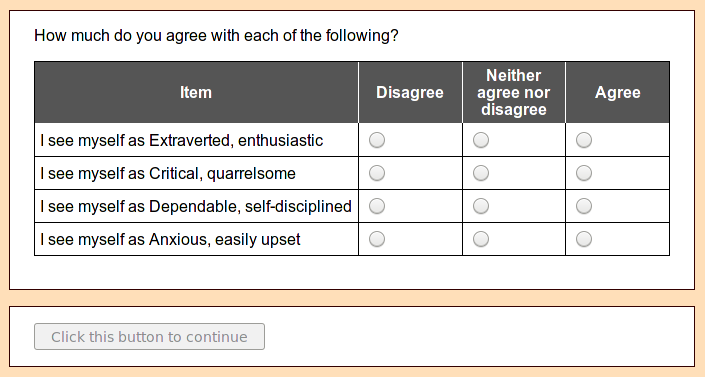 How much do you agree with each of the following?
Item Disagree Neither agree nor disagree Agree
I see myself as Extraverted, enthusiastic
I see myself as Critical, quarrelsome
I see myself as Dependable, self-disciplined
I see myself as Anxious, easily upset
Click this button to continue